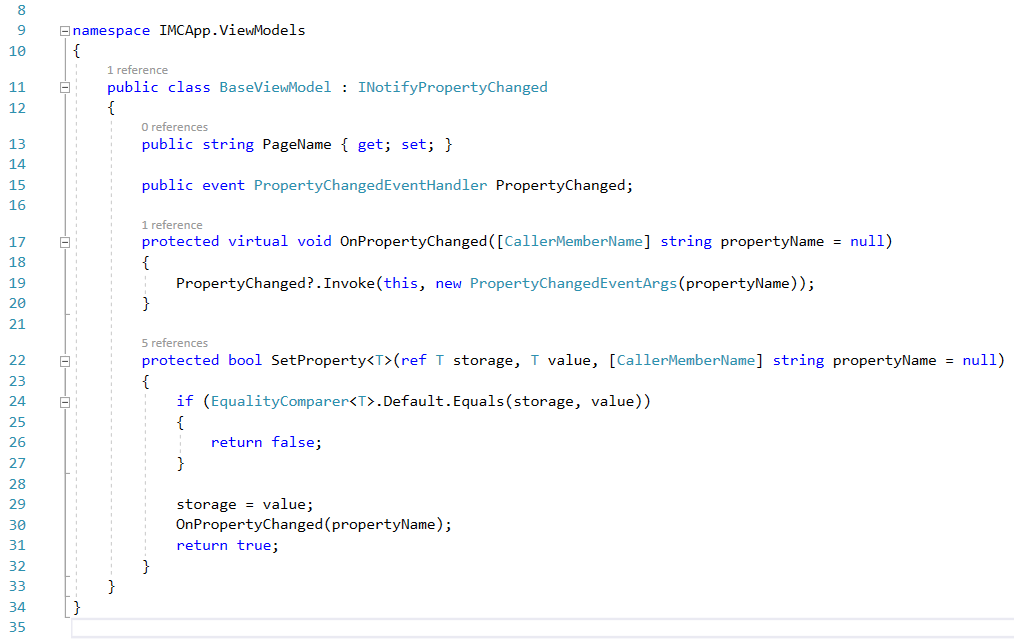 8
9 namespace IMCApp.ViewModels
10 {
1 reference
11 public class BaseViewModel : INotifyPropertyChanged
12 {
0 references
13 public string PageName { get; set; }
14
15 public event PropertyChangedEventHandler PropertyChanged;
16
1 reference
17 protected virtual void OnPropertyChanged([CallerMemberName] string propertyName = null)
18 {
19 PropertyChanged?.Invoke(this, new PropertyChangedEventArgs(propertyName));
20 }
21
5 references
22 protected bool SetProperty<T>(ref T storage, T value, [CallerMemberName] string propertyName = null)
23 {
24 if (EqualityComparer<T>.Default.Equals(storage, value))
25 {
26 return false;
27 }
28
29 storage = value;
30 OnPropertyChanged(propertyName);
31 return true;
32 }
33 }
34 }
35